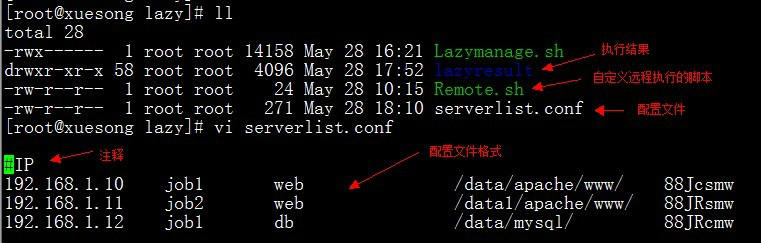 [root@xuesong lazy]# ll
total 28
-rwx------ 1 root root 14158 May 28 16:21 Lazymanage.sh
执行结果
drwxr-xr-x 58 root root 4096 May 28 17:52 lazyresult
自定义远程执行的脚本
-rw-r--r-- 1 root root 24 May 28 10:15 Remote.sh
-rw-r--r-- 1 root root 271 May 28 18:10 serverlist.conf
配置文件
[root@xuesong lazy]# vi serverlist.conf
注释
配置文件格式
#IP
192.168.1.10 job1 web /data/apache/www/ 88Jcsmw
192.168.1.11 job2 web /data1/apache/www/ 88JRsmw
192.168.1.12 job1 db /data/mysql/ 88JRcmw